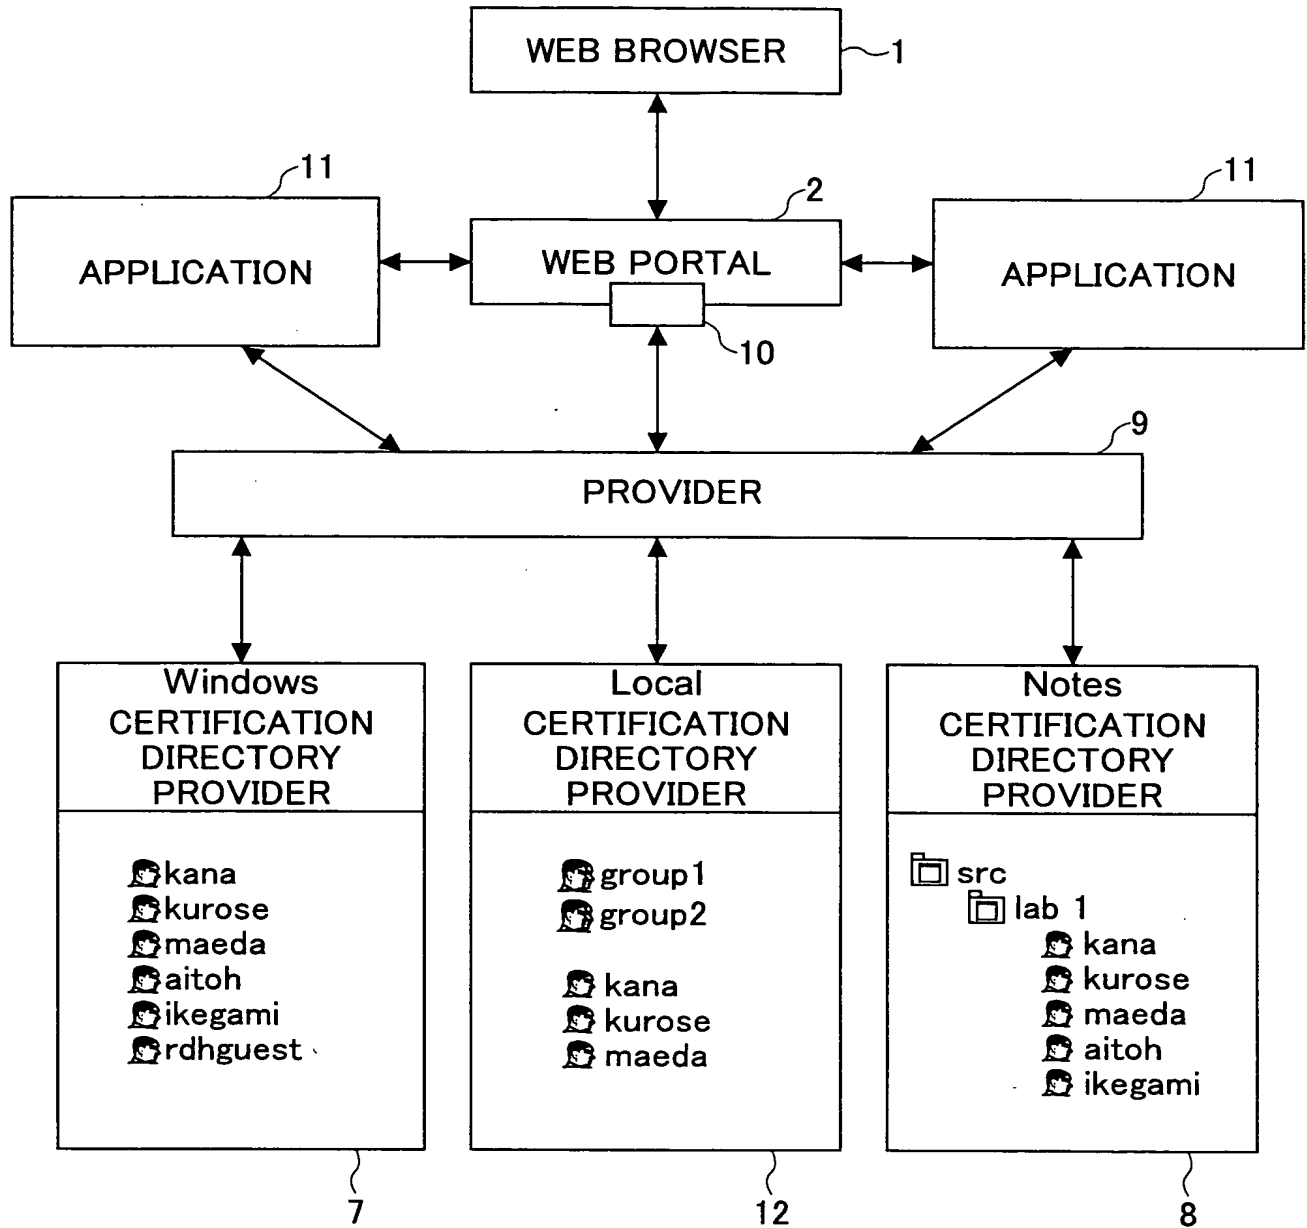 WEB BROWSER
1
11
2
11
APPLICATION
WEB PORTAL
APPLICATION
10
9
PROVIDER
Windows
CERTIFICATION
DIRECTORY
PROVIDER
kana
kurose
maeda
aitoh
ikegami
rdhguest
7
Local
CERTIFICATION
DIRECTORY
PROVIDER
group1
group2
kana
kurose
maeda
12
Notes
CERTIFICATION
DIRECTORY
PROVIDER
src
lab 1
kana
kurose
maeda
aitoh
ikegami
8